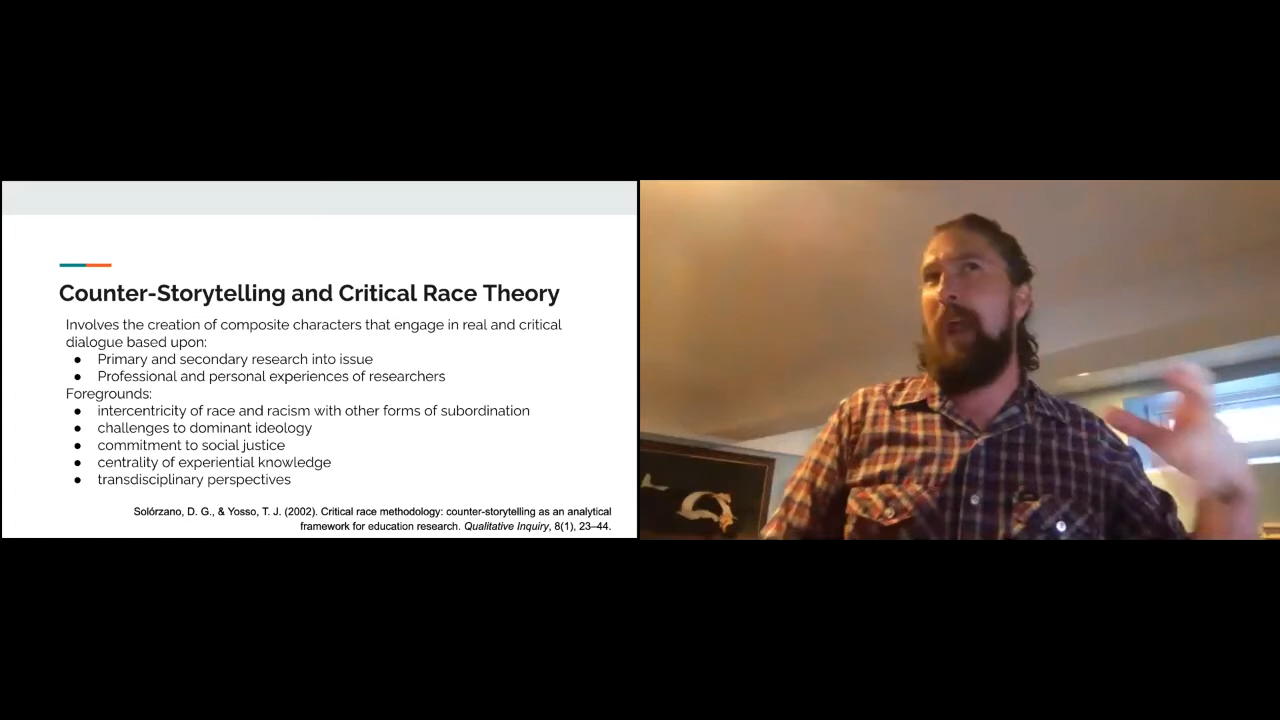 Counter-Storytelling and Critical Race Theory
Involves the creation of composite characters that engage in real and critical
dialogue based upon:
● Primary and secondary research into issue
● Professional and personal experiences of researchers
Foregrounds:
● intercentricity of race and racism with other forms of subordination
● challenges to dominant ideology
● commitment to social justice
● centrality of experiential knowledge
● transdisciplinary perspectives
Solórzano, D. G., & Yosso, T. J. (2002). Critical race methodology: counter-storytelling as an analytical
framework for education research. Qualitative Inquiry, 8(1), 23–44.